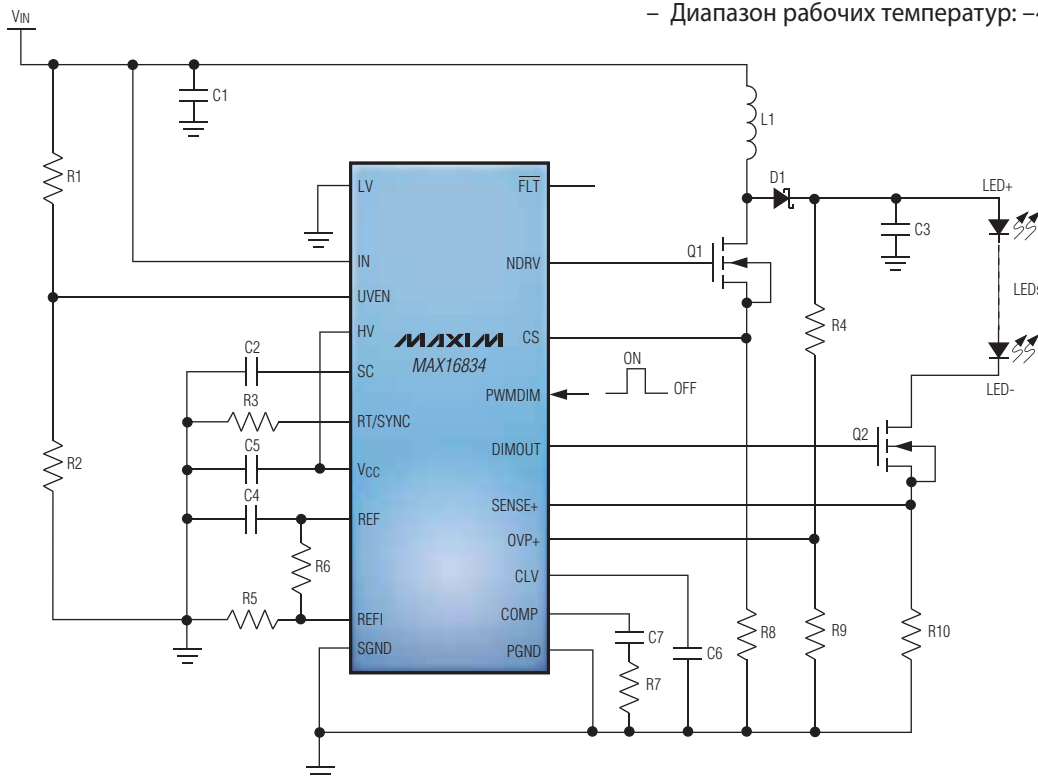 – Диапазон рабочих температур:
VIN
C1
L1
R1
LV
FLT
D1
LED+
C3
IN
NDRV
Q1
UVEN
LEDs
HV
MAXIM
CS
R4
C2
MAX16834
ON
SC
PWMDIM
OFF
R3
LED-
RT/SYNC
R2
C5
DIMOUT
Q2
VCC
C4
SENSE+
REF
OVP+
R6
CLV
R5
COMP
C7
R8
R9
R10
REFI
C6
SGND
PGND
R7